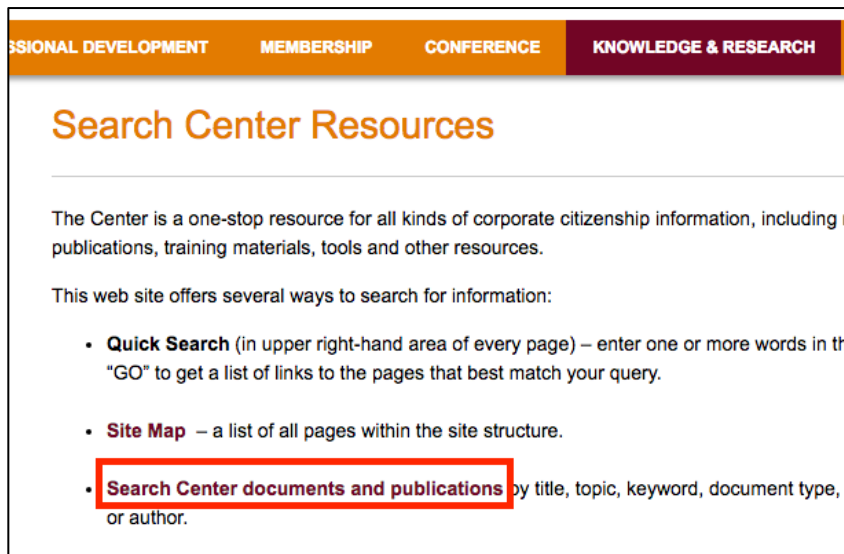 SSIONAL DEVELOPMENT MEMBERSHIP CONFERENCE KNOWLEDGE & RESEARCH
Search Center Resources
The Center is a one-stop resource for all kinds of corporate citizenship information, including
publications, training materials, tools and other resources.
This web site offers several ways to search for information:
• Quick Search (in upper right-hand area of every page) – enter one or more words in
"GO" to get a list of links to the pages that best match your query.
• Site Map – a list of all pages within the site structure.
• Search Center documents and publications by title, topic, keyword, document type,
or author.